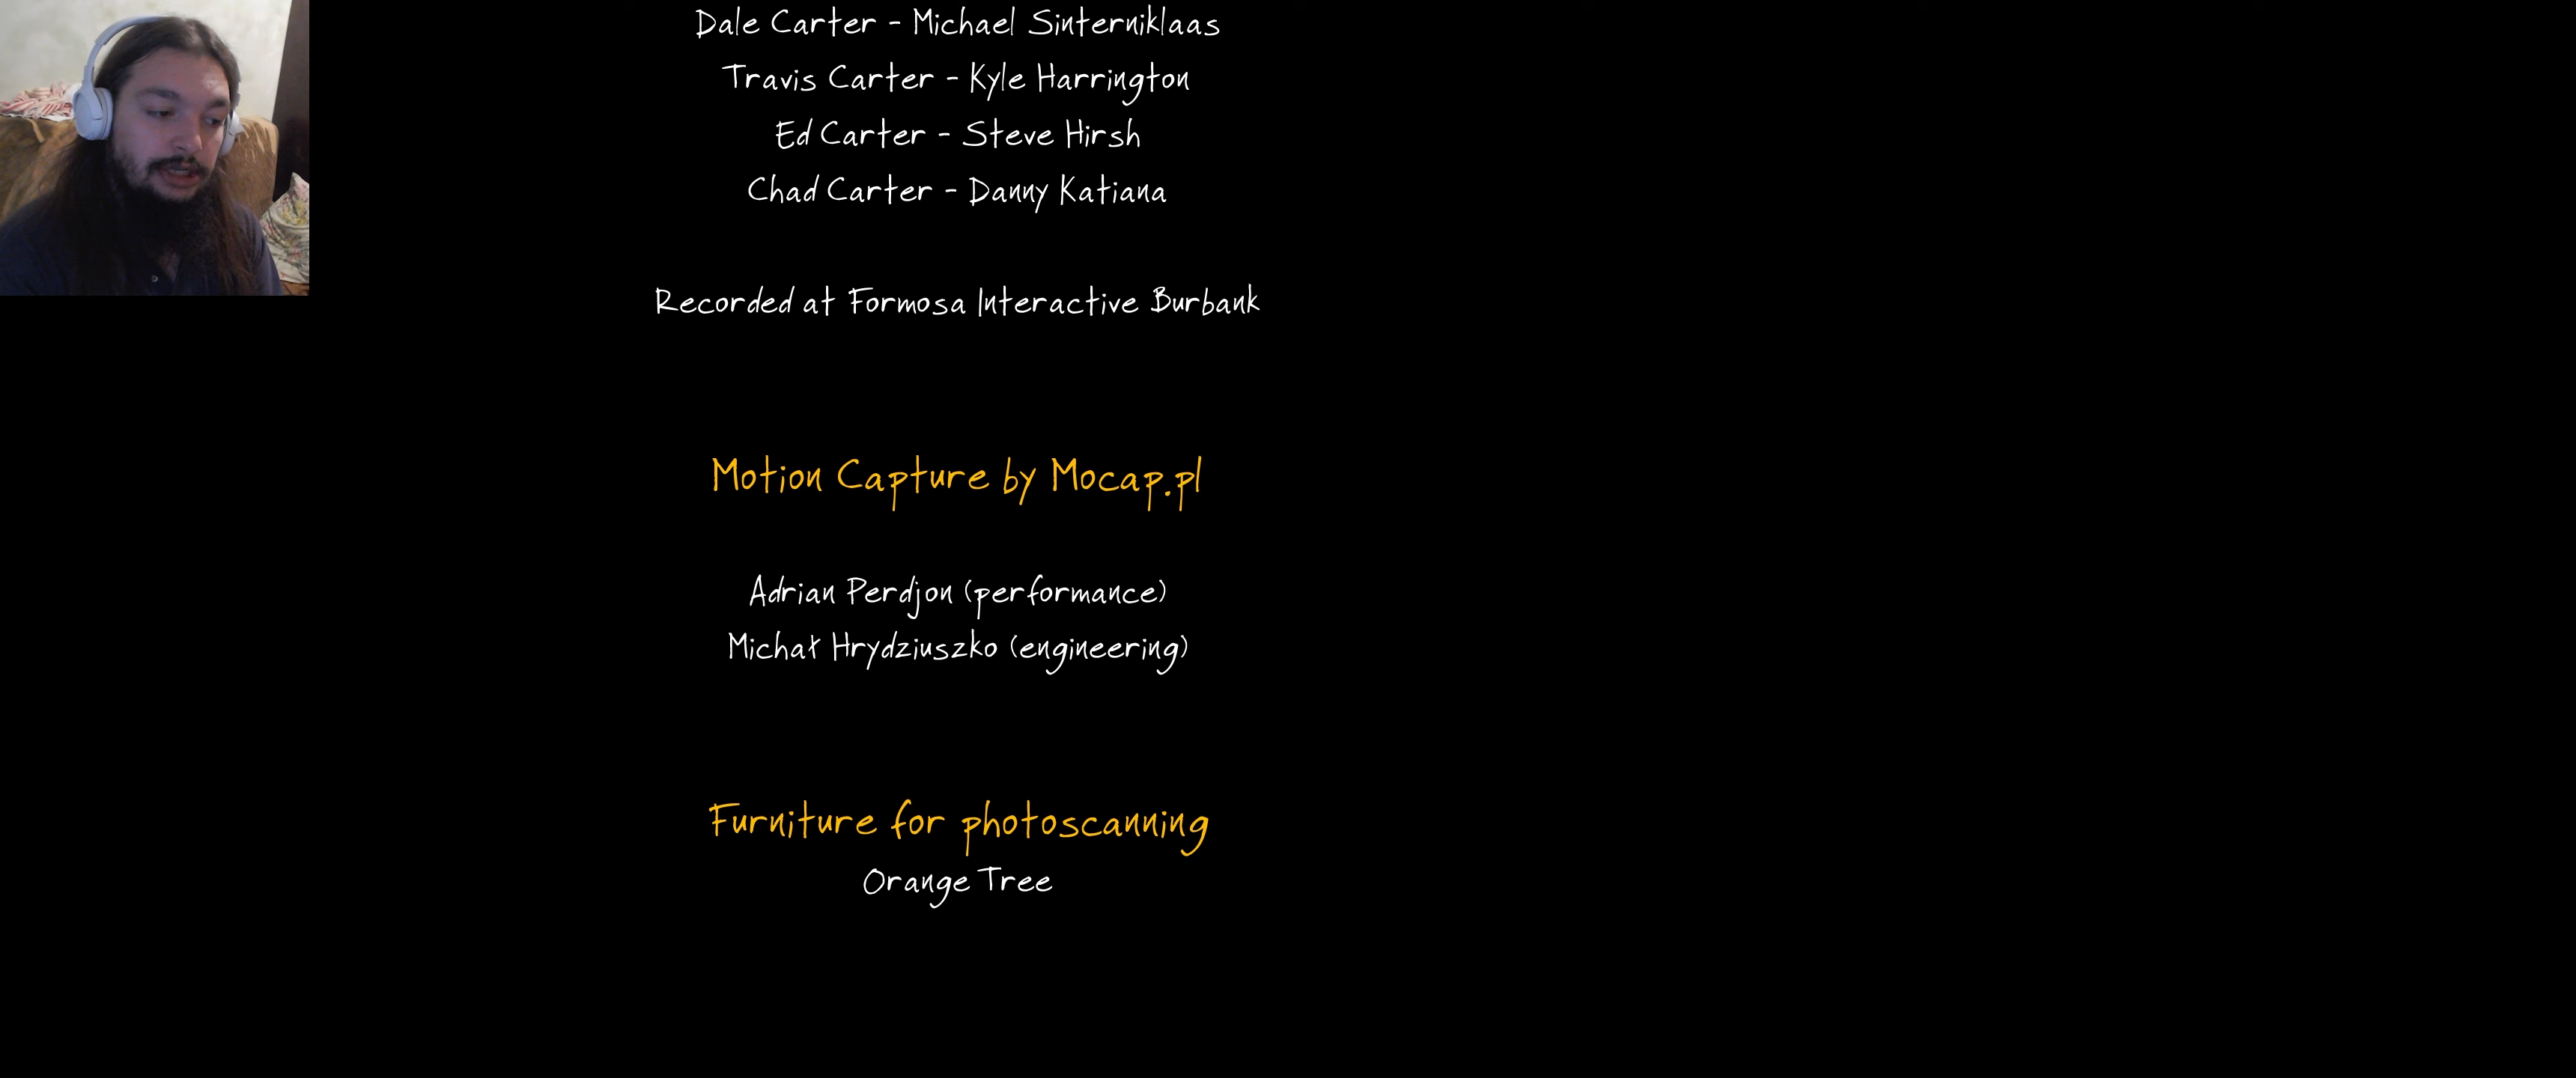 Dale Carter - Michael Sinterniklaas
Travis Carter - Kyle Harrington
Ed Carter - Steve Hirsh
Chad Carter - Danny Katiana
Recorded at Formosa Interactive Burbank
Motion Capture by Mocap.pl
Adrian Perdjon (performance)
Michał Hrydziuszko (engineering)
Furniture for photoscanning
Orange Tree